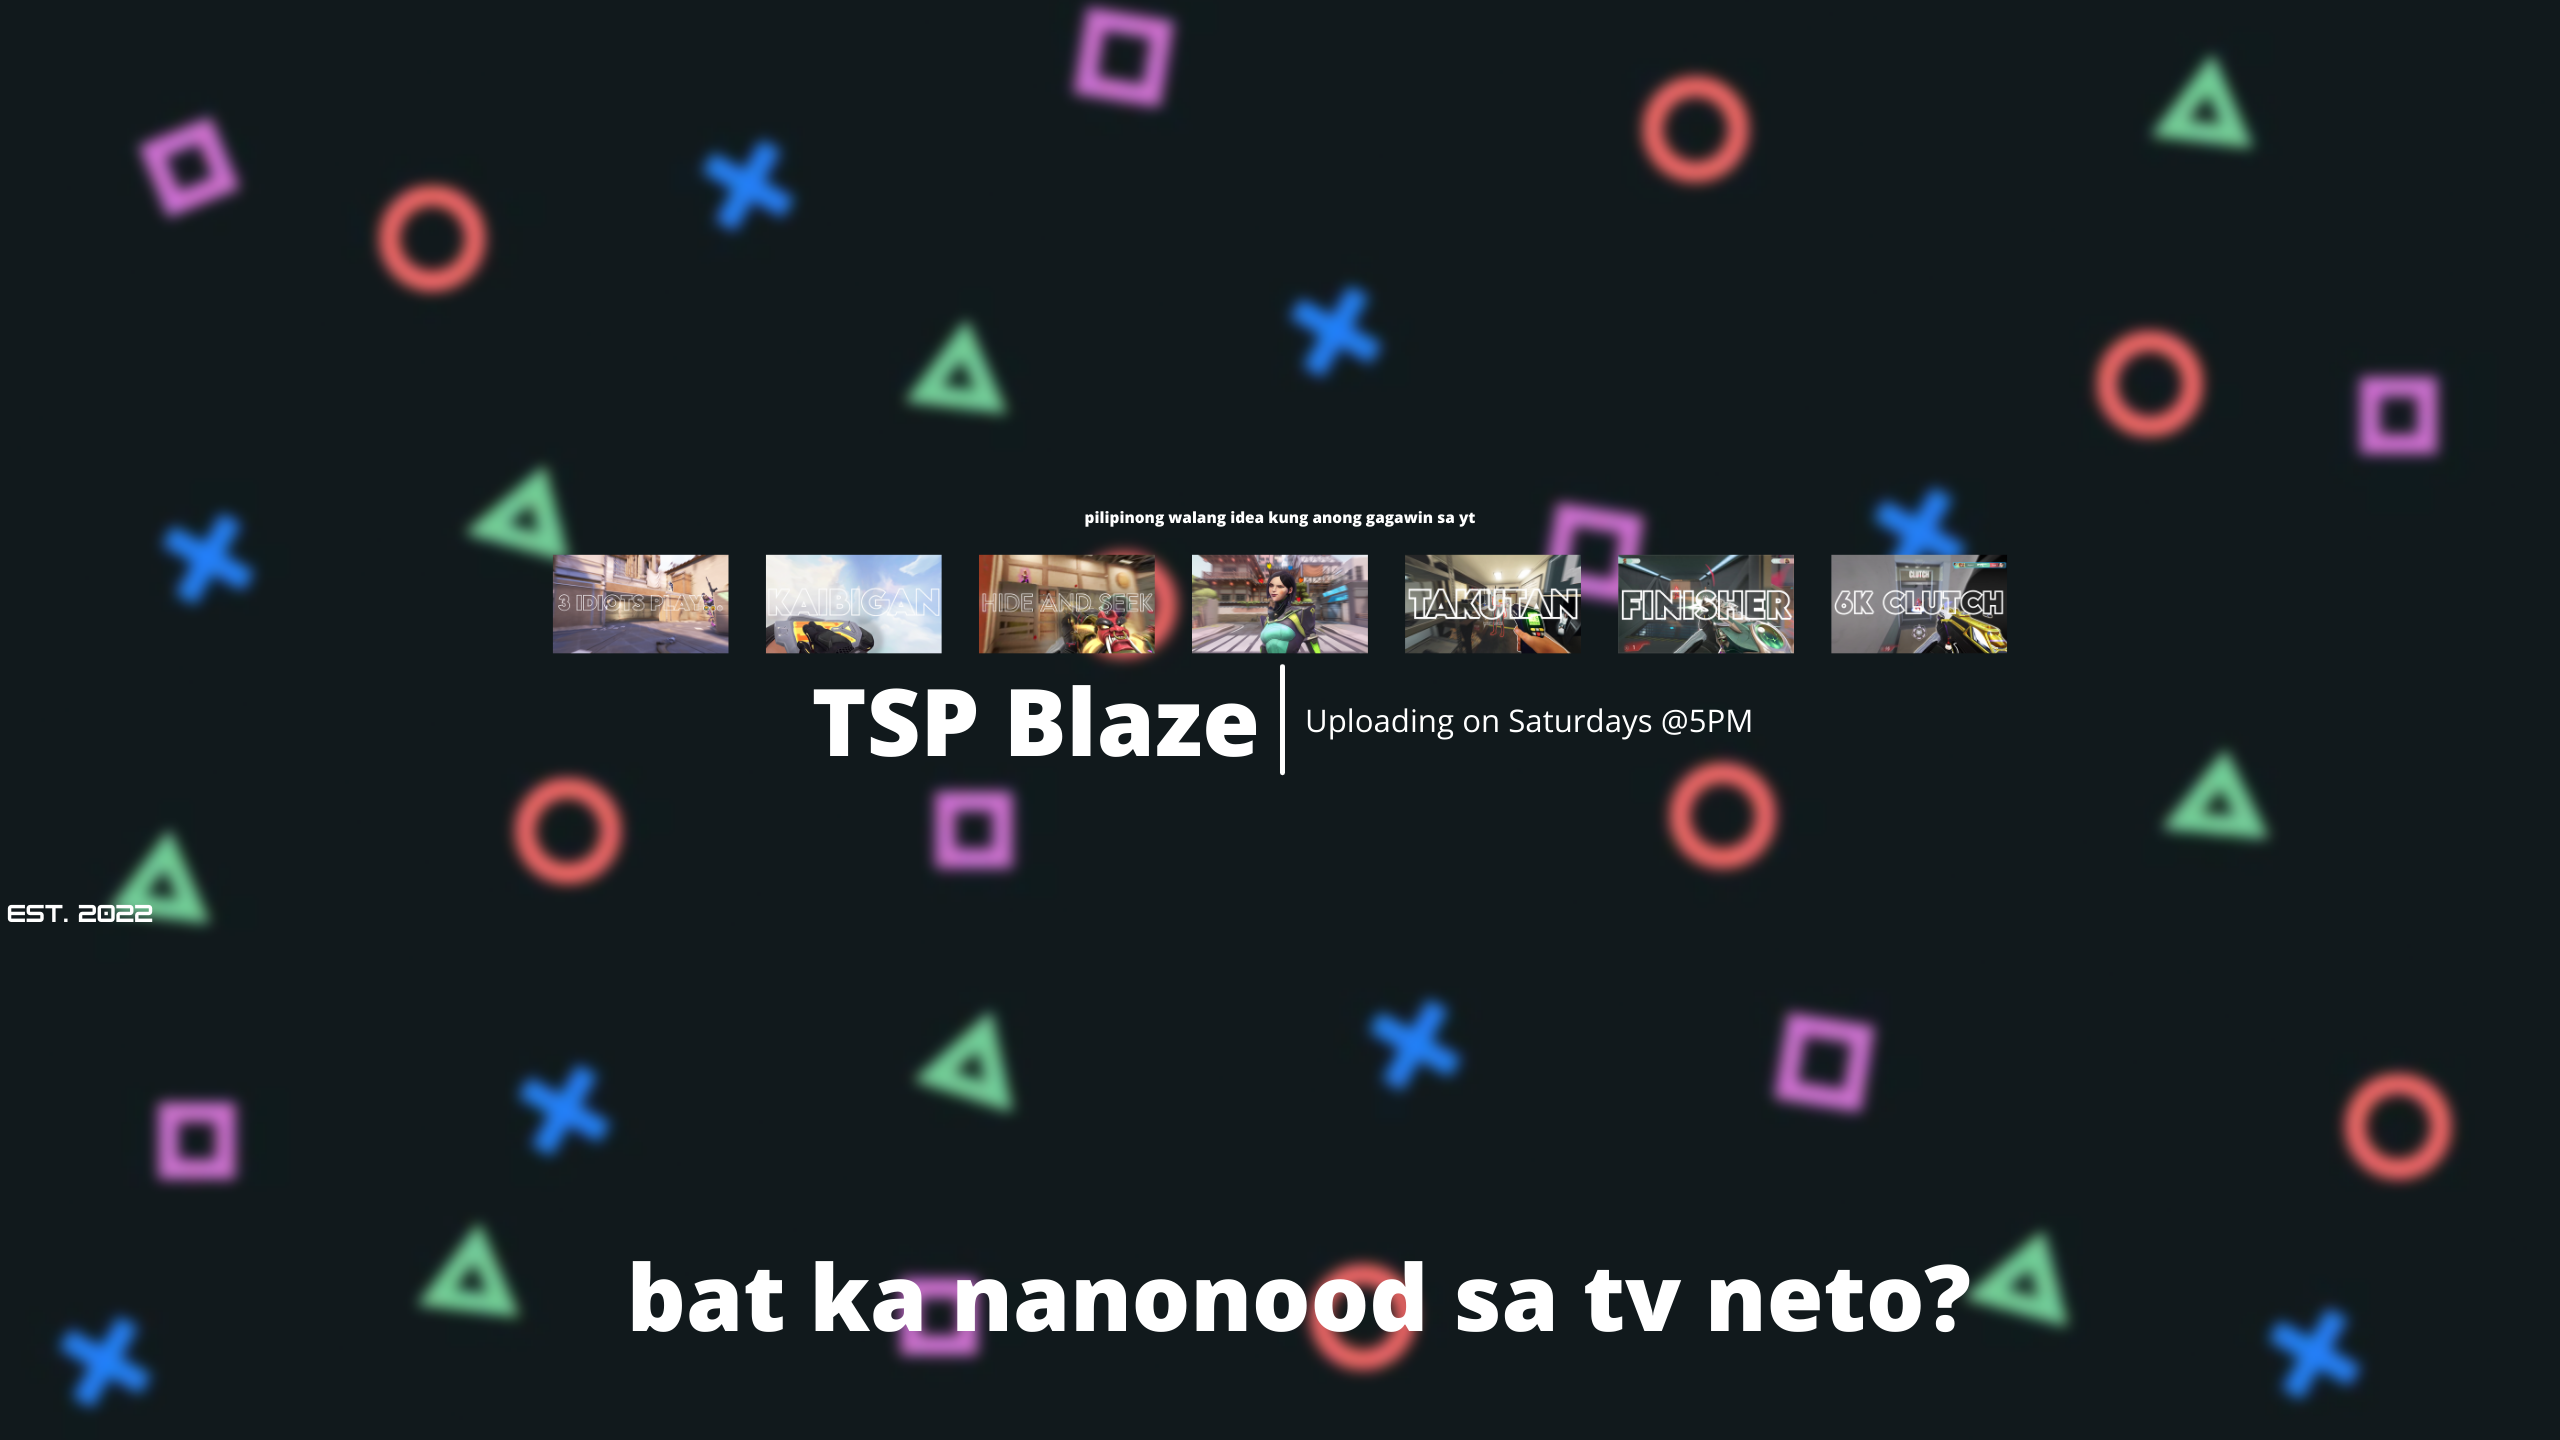 pilipinong walang idea kung anong gagawin sa yt
3 IDIOTS PLAY...
KAIBIGAN
HIDE AND SEEK
TAKUTAN
FINISHER
CLUTCH
6K CLUTCH
TSP Blaze
Uploading on Saturdays @5PM
EST. 2022
bat ka nanonood sa tv neto?